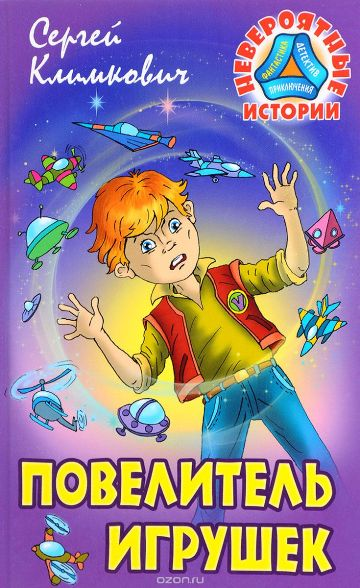 Сергей
Климкович
НЕВЕРОЯТНЫЕ
ФАНТАСТИКА
ДЕТЕКТИВ
ПРИКЛЮЧЕНИЯ
ИСТОРИИ
V
ПОВЕЛИТЕЛЬ
ИГРУШЕК
ozon.ru